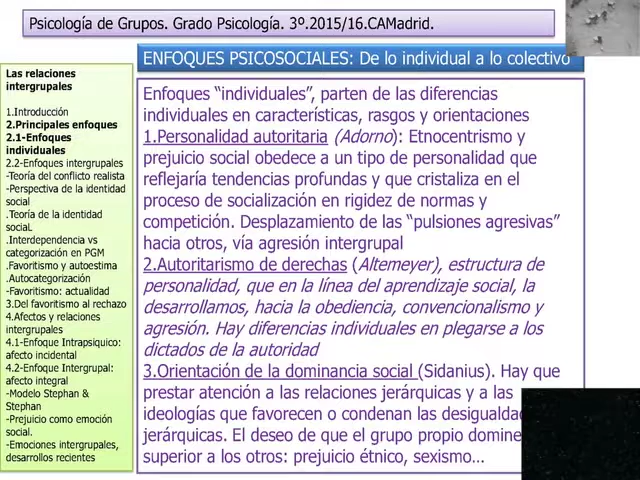 Psicología de Grupos. Grado Psicología. 3º.2015/16.CAMadrid.
ENFOQUES PSICOSOCIALES: De lo individual a lo colectivo
Las relaciones
intergrupales
1.Introducción
2.Principales enfoques
2.1-Enfoques
individuales
2.2-Enfoques intergrupales
-Teoría del conflicto realista
-Perspectiva de la identidad
social
.Teoría de la identidad
sociaL
.Interdependencia vs
categorización en PGM
.Favoritismo y autoestima
.Autocategorización
-Favoritismo: actualidad
3.Del favoritismo al rechazo
4.Afectos y relaciones
intergrupales
4.1-Enfoque Intrapsiquico:
afecto incidental
4.2-Enfoque Intergrupal:
afecto integral
-Modelo Stephan &
Stephan
-Prejuicio como emoción
social.
-Emociones intergrupales,
desarrollos recientes
Enfoques “individuales”, parten de las diferencias
individuales en características, rasgos y orientaciones
1.Personalidad autoritaria (Adorno): Etnocentrismo y
prejuicio social obedece a un tipo de personalidad que
reflejaría tendencias profundas y que cristaliza en el
proceso de socialización en rigidez de normas y
competición. Desplazamiento de las “pulsiones agresivas”
hacia otros, vía agresión intergrupal
2.Autoritarismo de derechas (Altemeyer), estructura de
personalidad, que en la línea del aprendizaje social, la
desarrollamos, hacia la obediencia, convencionalismo y
agresión. Hay diferencias individuales en plegarse a los
dictados de la autoridad
3.Orientación de la dominancia social (Sidanius). Hay que
prestar atención a las relaciones jerárquicas y a las
ideologías que favorecen o condenan las desigualdad
jerárquicas. El deseo de que el grupo propio domine
superior a los otros: prejuicio étnico, sexismo…